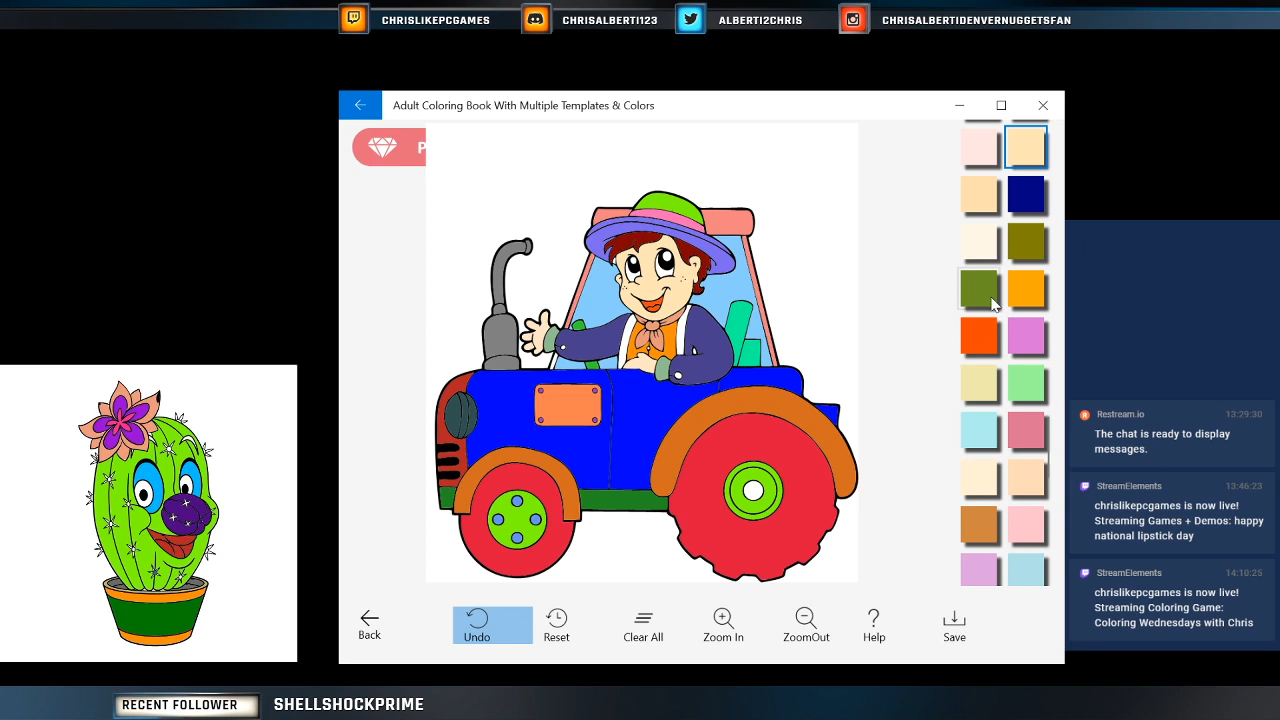 CHRISLIKEPCGAMES
CHRISALBERTI123
ALBERTI2CHRIS
CHRISALBERTIDENVERNUGGETSFAN
Adult Coloring Book With Multiple Templates & Colors
P
Restream.io 13:29:30
The chat is ready to display
messages.
StreamElements 13:46:23
chrislikepcgames is now live!
Streaming Games + Demos: happy
national lipstick day
StreamElements 14:10:25
chrislikepcgames is now live!
Streaming Coloring Game:
Coloring Wednesdays with Chris
Back
Undo
Reset
Clear All
Zoom In
ZoomOut
Help
Save
RECENT FOLLOWER
SHELLSHOCKPRIME